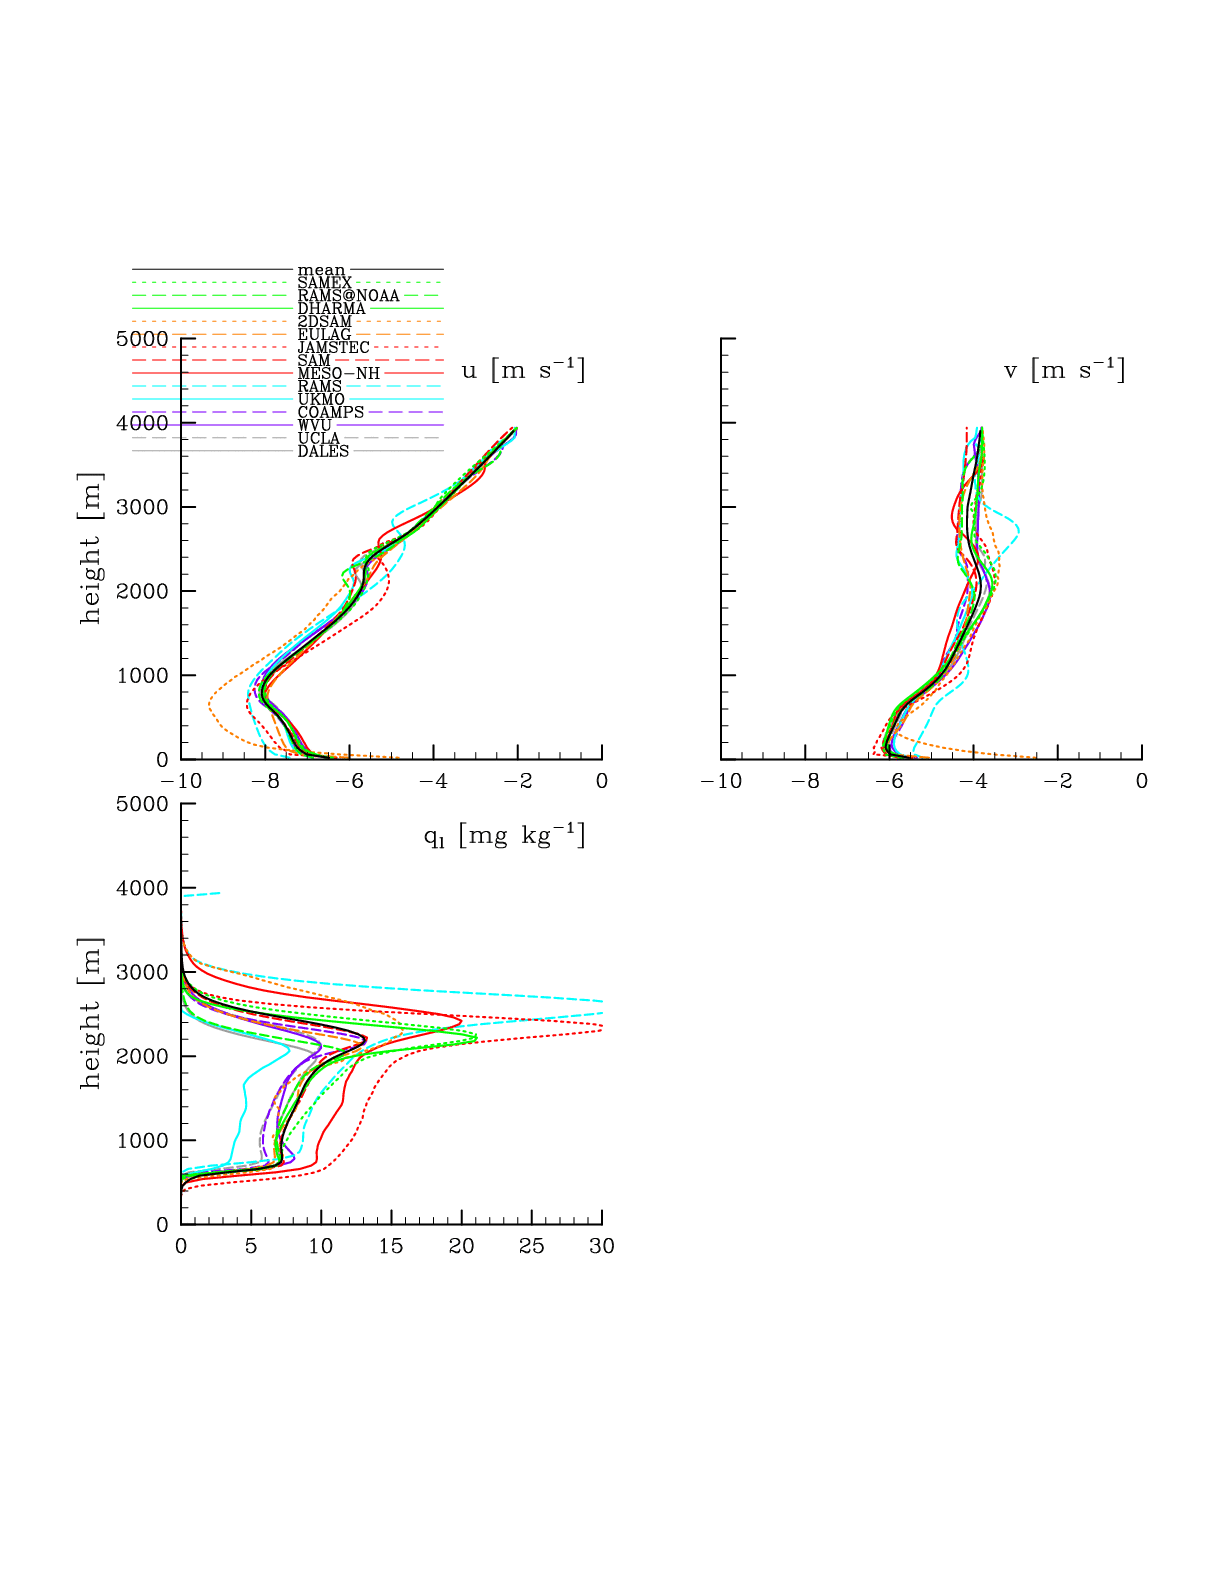 mean
SAMEX
RAMS@NOAA
DHARMA
2DSAM
EULAG
JAMSTEC
SAM
MESO-NH
RAMS
UKMO
COAMPS
WVU
UCLA
DALES
u [m s⁻¹]
height [m]
5000
4000
3000
2000
1000
0
-10 -8 -6 -4 -2 0
v [m s⁻¹]
-10 -8 -6 -4 -2 0
qₗ [mg kg⁻¹]
height [m]
5000
4000
3000
2000
1000
0
0 5 10 15 20 25 30